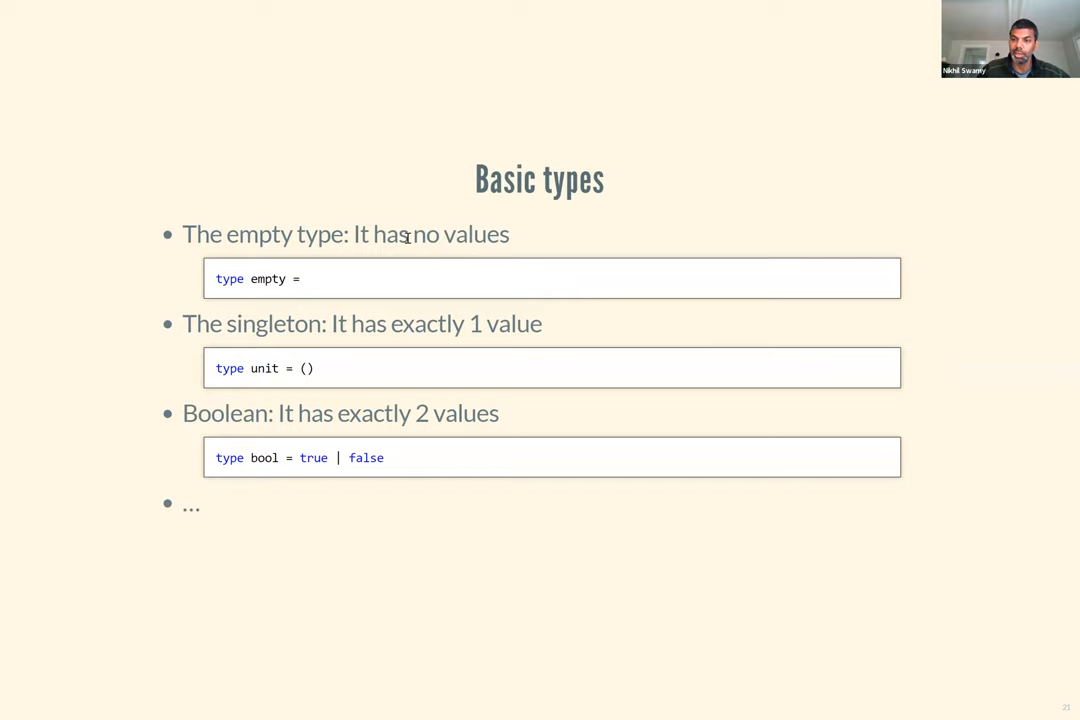 Nikhil Swamy
Basic types
• The empty type: It has no values
type empty =
• The singleton: It has exactly 1 value
type unit = ()
• Boolean: It has exactly 2 values
type bool = true | false
• ...
21